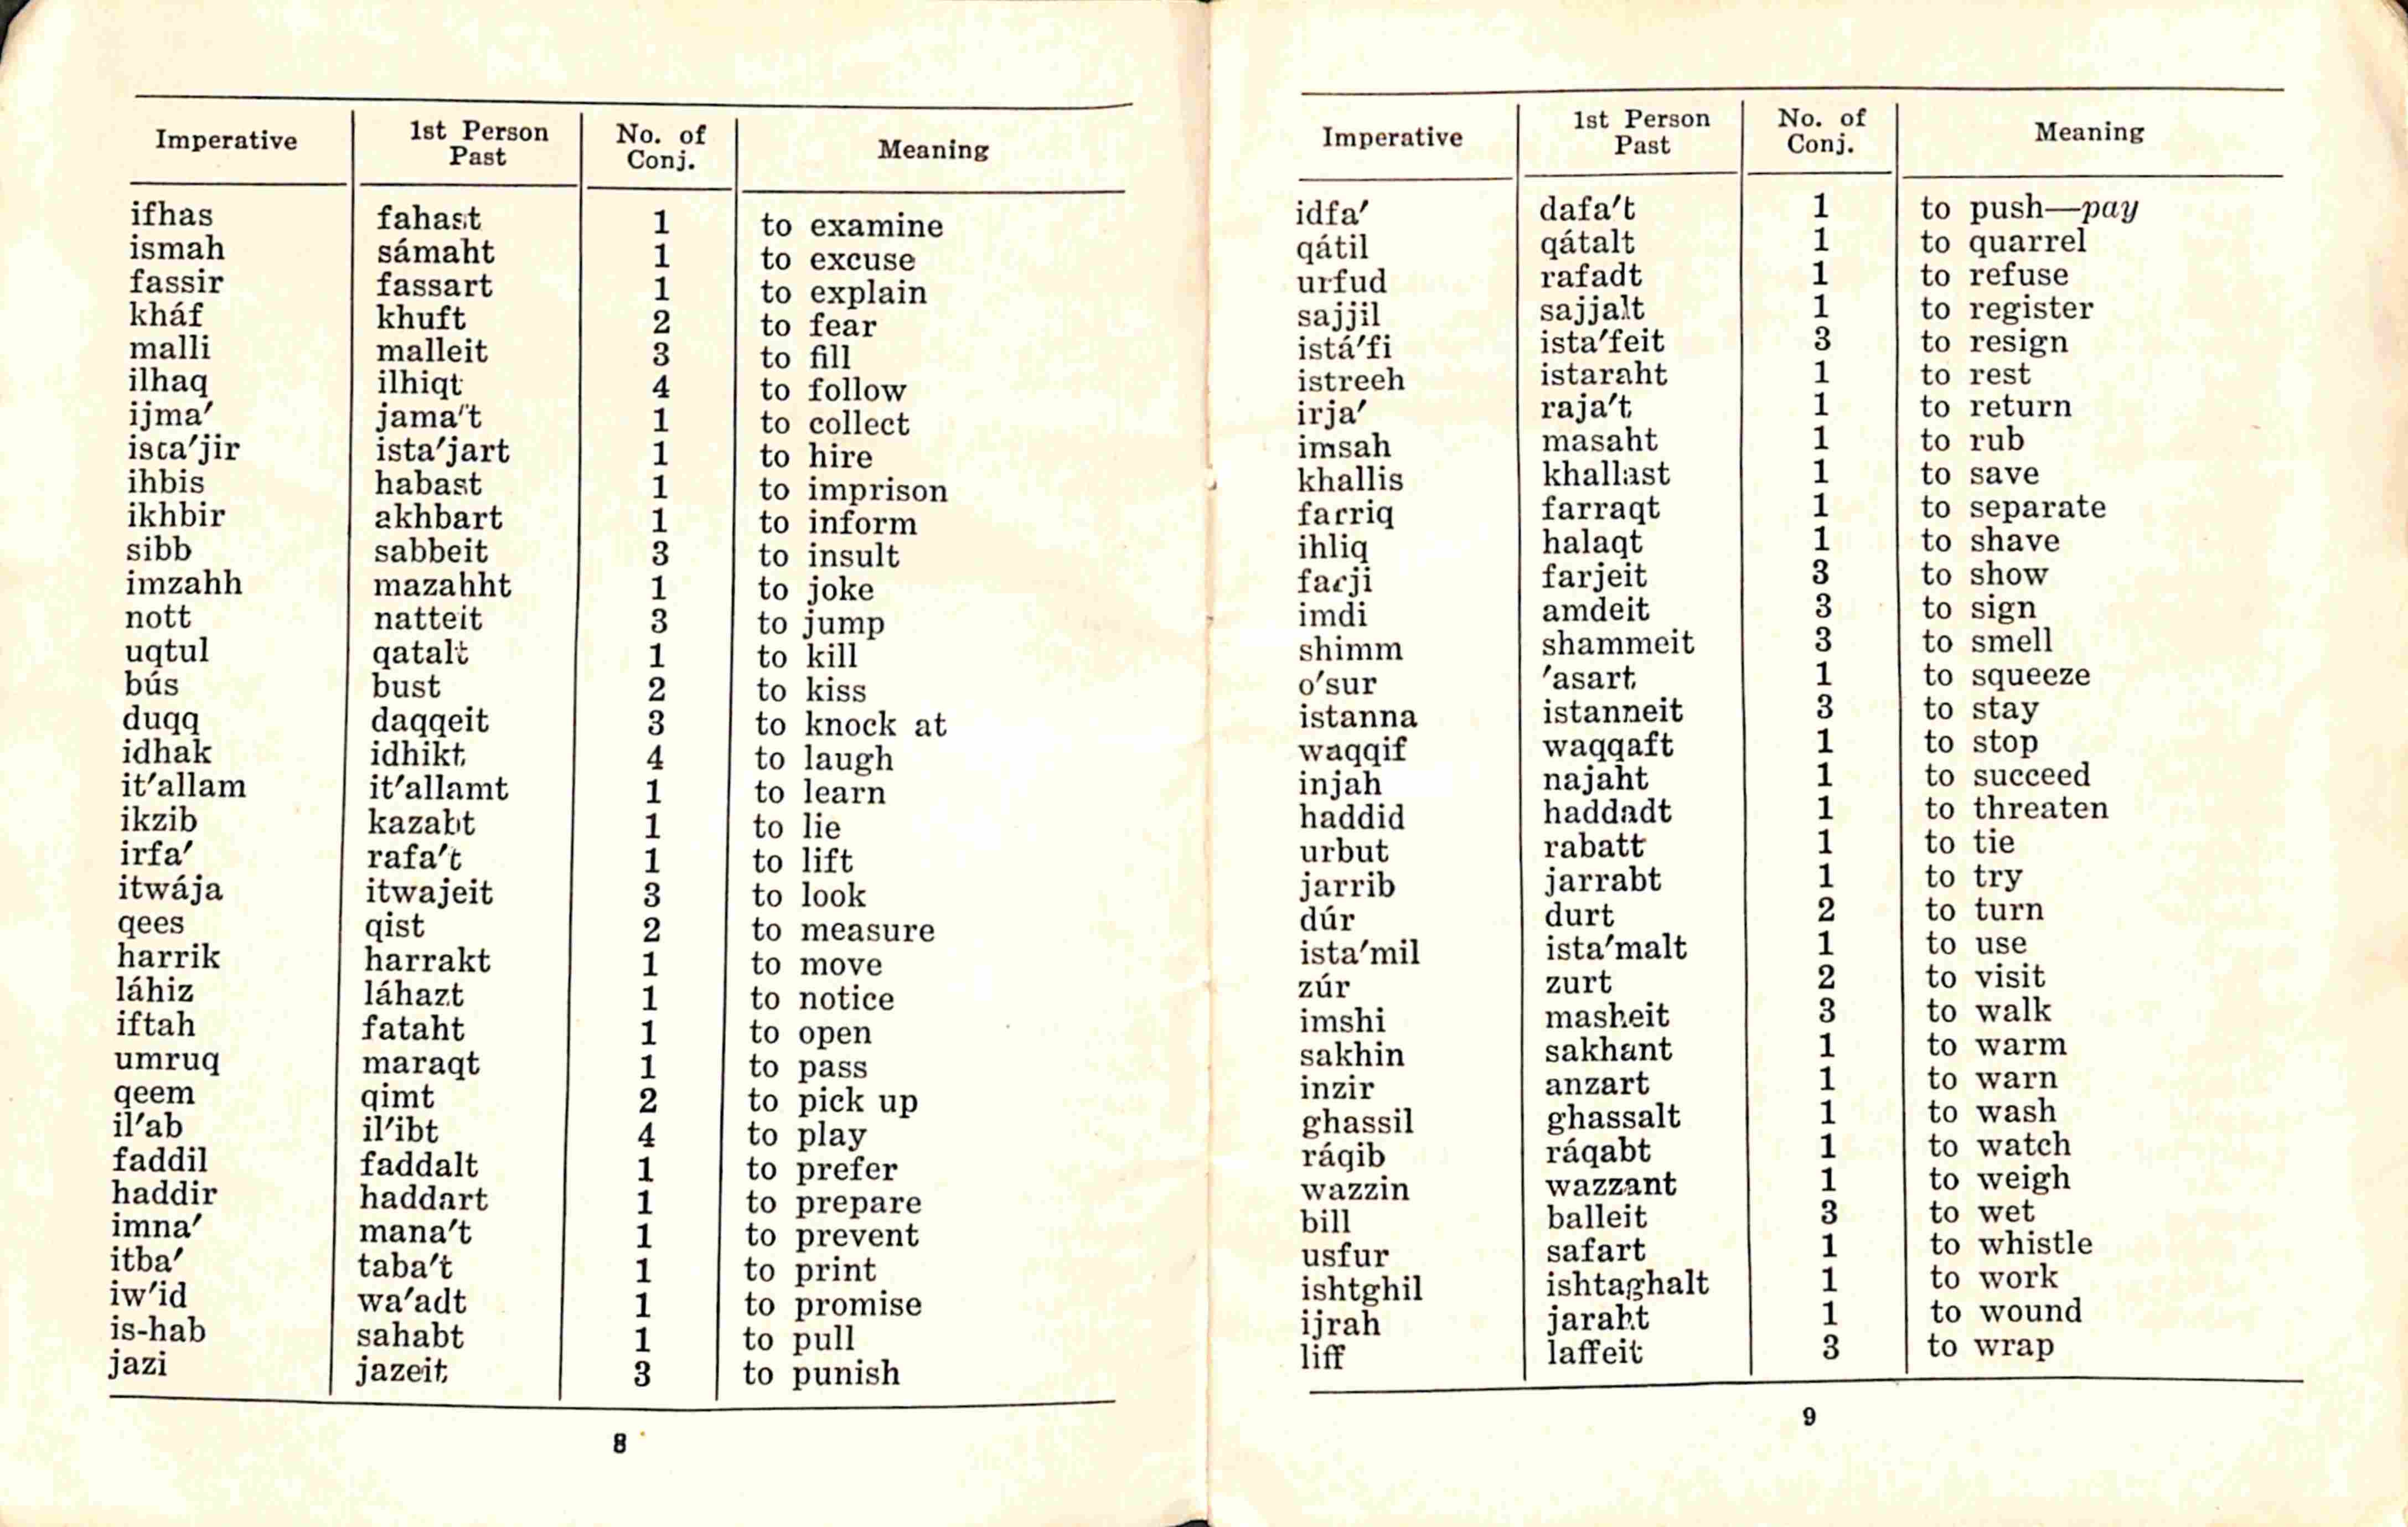 Imperative 1st Person Past No. of Conj. Meaning
ifhas fahast 1 to examine
ismah sámaht 1 to excuse
fassir fassart 1 to explain
kháf khuft 2 to fear
malli malleit 3 to fill
ilhaq ilhiqt 4 to follow
ijma′ jama′t 1 to collect
isca′jir ista′jart 1 to hire
ihbis habast 1 to imprison
ikhbir akhbart 1 to inform
sibb sabbeit 3 to insult
imzahh mazahht 1 to joke
nott natteit 3 to jump
uqtul qatalt 1 to kill
bús bust 2 to kiss
duqq daqqeit 3 to knock at
idhak idhikt 4 to laugh
it′allam it′allamt 1 to learn
ikzib kazabt 1 to lie
irfa′ rafa′t 1 to lift
itwája itwajeit 3 to look
qees qist 2 to measure
harrik harrakt 1 to move
láhiz láhazt 1 to notice
iftah fataht 1 to open
umruq maraqt 1 to pass
qeem qimt 2 to pick up
il′ab il′ibt 4 to play
faddil faddalt 1 to prefer
haddir haddart 1 to prepare
imna′ mana′t 1 to prevent
itba′ taba′t 1 to print
iw′id wa′adt 1 to promise
is-hab sahabt 1 to pull
jazi jazeit 3 to punish
8
Imperative 1st Person Past No. of Conj. Meaning
idfa′ dafa′t 1 to push—pay
qátil qátalt 1 to quarrel
urfud rafadt 1 to refuse
sajjil sajjalt 1 to register
istá′fi ista′feit 3 to resign
istreeh istaraht 1 to rest
irja′ raja′t 1 to return
imsah masaht 1 to rub
khallis khallast 1 to save
farriq farraqt 1 to separate
ihliq halaqt 1 to shave
farji farjeit 3 to show
imdi amdeit 3 to sign
shimm shammeit 3 to smell
o′sur ′asart 1 to squeeze
istanna istanneit 3 to stay
waqqif waqqaft 1 to stop
injah najaht 1 to succeed
haddid haddadt 1 to threaten
urbut rabatt 1 to tie
jarrib jarrabt 1 to try
dúr durt 2 to turn
ista′mil ista′malt 1 to use
zúr zurt 2 to visit
imshi masheit 3 to walk
sakhin sakhant 1 to warm
inzir anzart 1 to warn
ghassil ghassalt 1 to wash
ráqib ráqabt 1 to watch
wazzin wazzant 1 to weigh
bill balleit 3 to wet
usfur safart 1 to whistle
ishtghil ishtaghalt 1 to work
ijrah jaraht 1 to wound
liff laffeit 3 to wrap
9